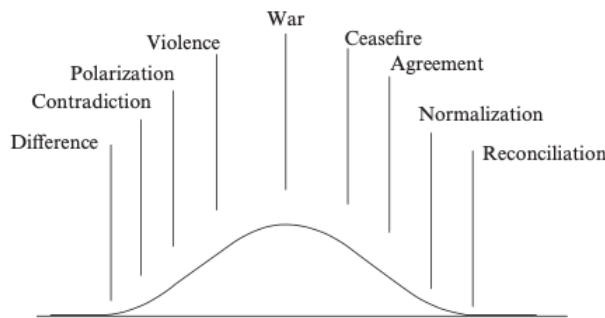 War
Violence
Ceasefire
Polarization
Agreement
Contradiction
Normalization
Difference
Reconciliation